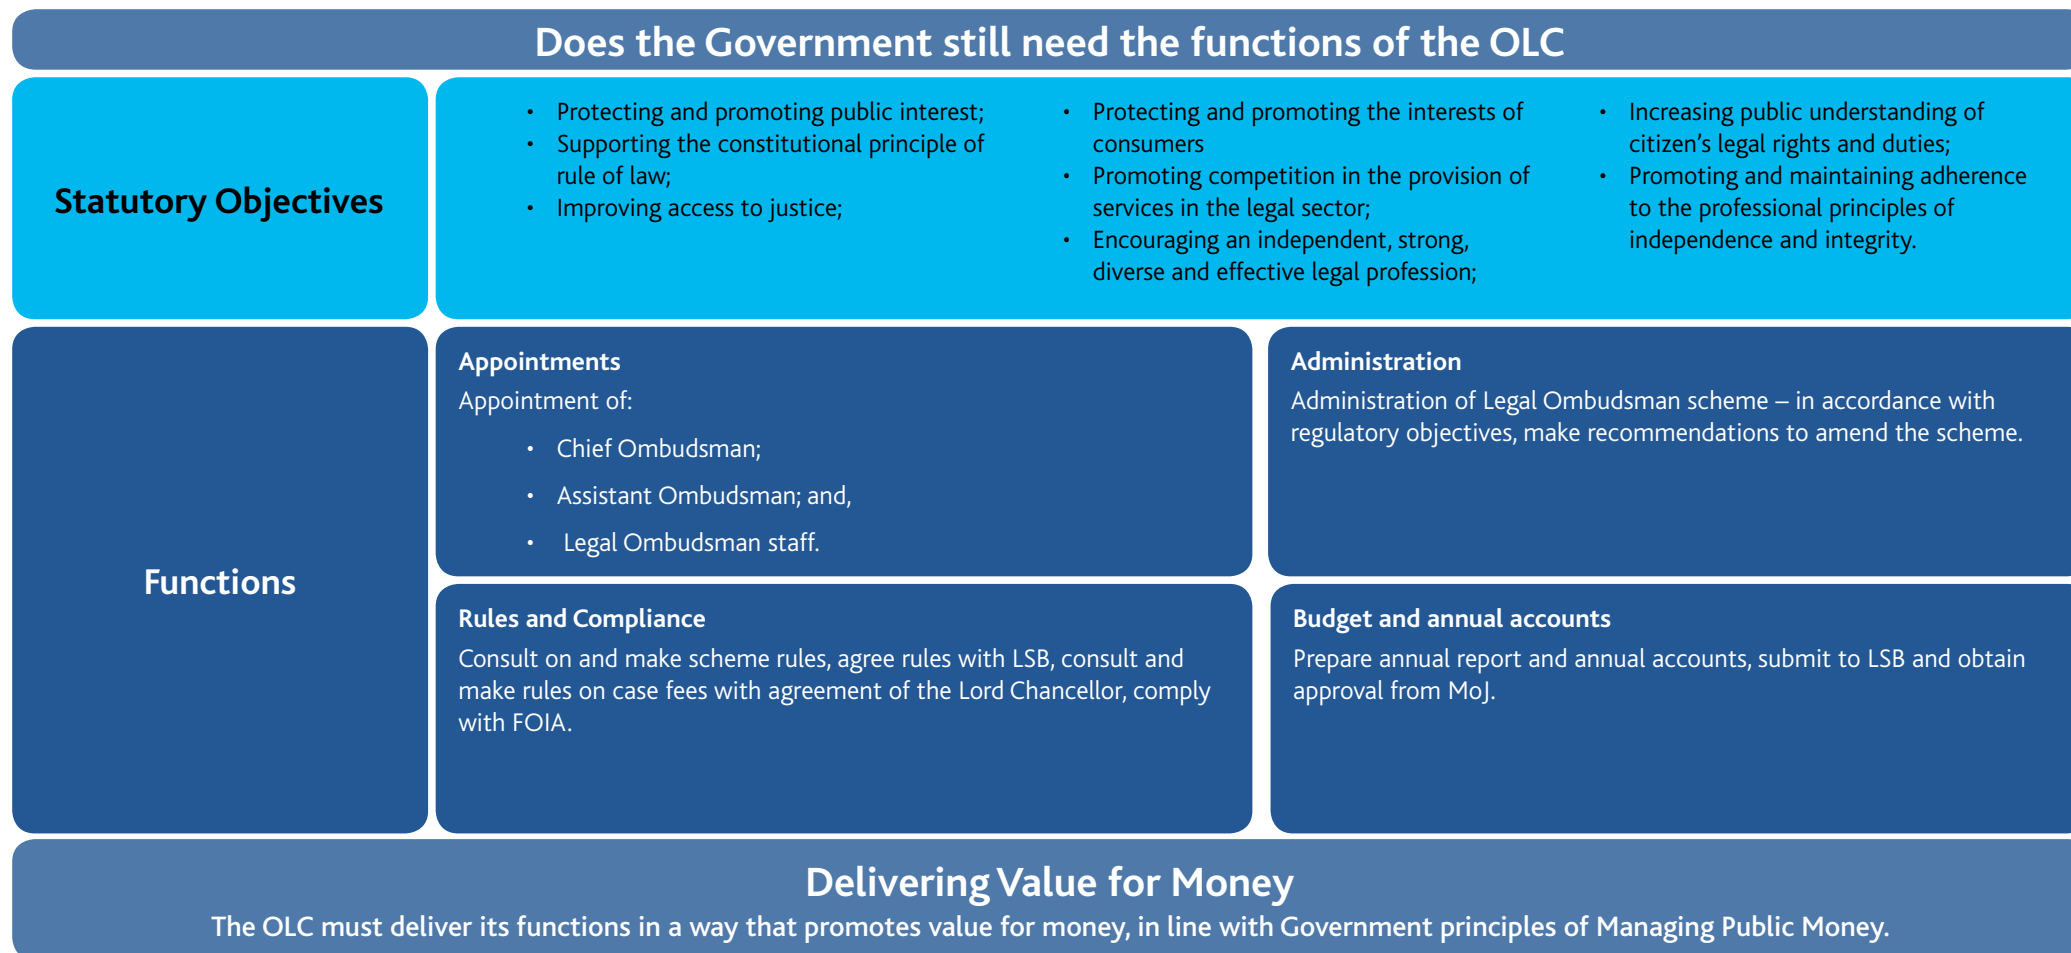 Does the Government still need the functions of the OLC
Statutory Objectives
• Protecting and promoting public interest;
• Supporting the constitutional principle of
rule of law;
• Improving access to justice;
• Protecting and promoting the interests of
consumers
• Promoting competition in the provision of
services in the legal sector;
• Encouraging an independent, strong,
diverse and effective legal profession;
• Increasing public understanding of
citizen’s legal rights and duties;
• Promoting and maintaining adherence
to the professional principles of
independence and integrity.
Functions
Appointments
Appointment of:
• Chief Ombudsman;
• Assistant Ombudsman; and,
• Legal Ombudsman staff.
Administration
Administration of Legal Ombudsman scheme – in accordance with
regulatory objectives, make recommendations to amend the scheme.
Rules and Compliance
Consult on and make scheme rules, agree rules with LSB, consult and
make rules on case fees with agreement of the Lord Chancellor, comply
with FOIA.
Budget and annual accounts
Prepare annual report and annual accounts, submit to LSB and obtain
approval from MoJ.
Delivering Value for Money
The OLC must deliver its functions in a way that promotes value for money, in line with Government principles of Managing Public Money.